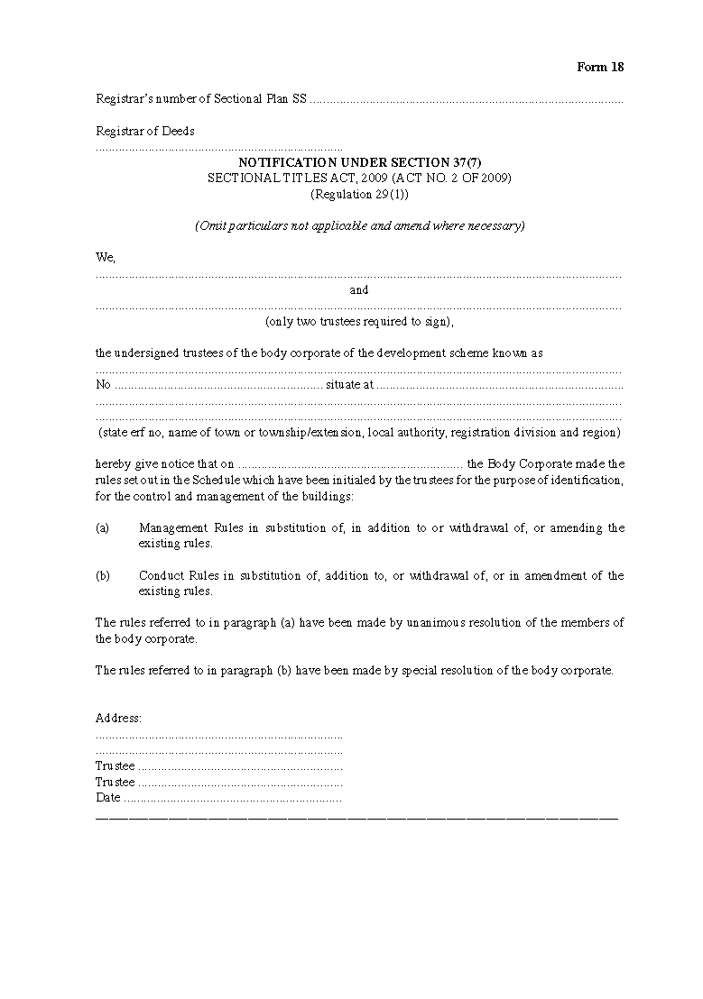 Form 18
Registrar's number of Sectional Plan SS ...............................................................................................
Registrar of Deeds
...........................................................................
NOTIFICATION UNDER SECTION 37(7)
SECTIONAL TITLES ACT, 2009 (ACT NO. 2 OF 2009)
(Regulation 29(1))
(Omit particulars not applicable and amend where necessary)
We,
................................................................................................................................................................
and
................................................................................................................................................................
(only two trustees required to sign),
the undersigned trustees of the body corporate of the development scheme known as
................................................................................................................................................................
No ............................................................... situate at ...........................................................................
................................................................................................................................................................
................................................................................................................................................................
(state erf no, name of town or township/extension, local authority, registration division and region)
hereby give notice that on .................................................................... the Body Corporate made the
rules set out in the Schedule which have been initialed by the trustees for the purpose of identification,
for the control and management of the buildings:
(a) Management Rules in substitution of, in addition to or withdrawal of, or amending the
existing rules.
(b) Conduct Rules in substitution of, addition to, or withdrawal of, or in amendment of the
existing rules.
The rules referred to in paragraph (a) have been made by unanimous resolution of the members of
the body corporate.
The rules referred to in paragraph (b) have been made by special resolution of the body corporate.
Address:
...........................................................................
...........................................................................
Trustee ..............................................................
Trustee ..............................................................
Date ..................................................................